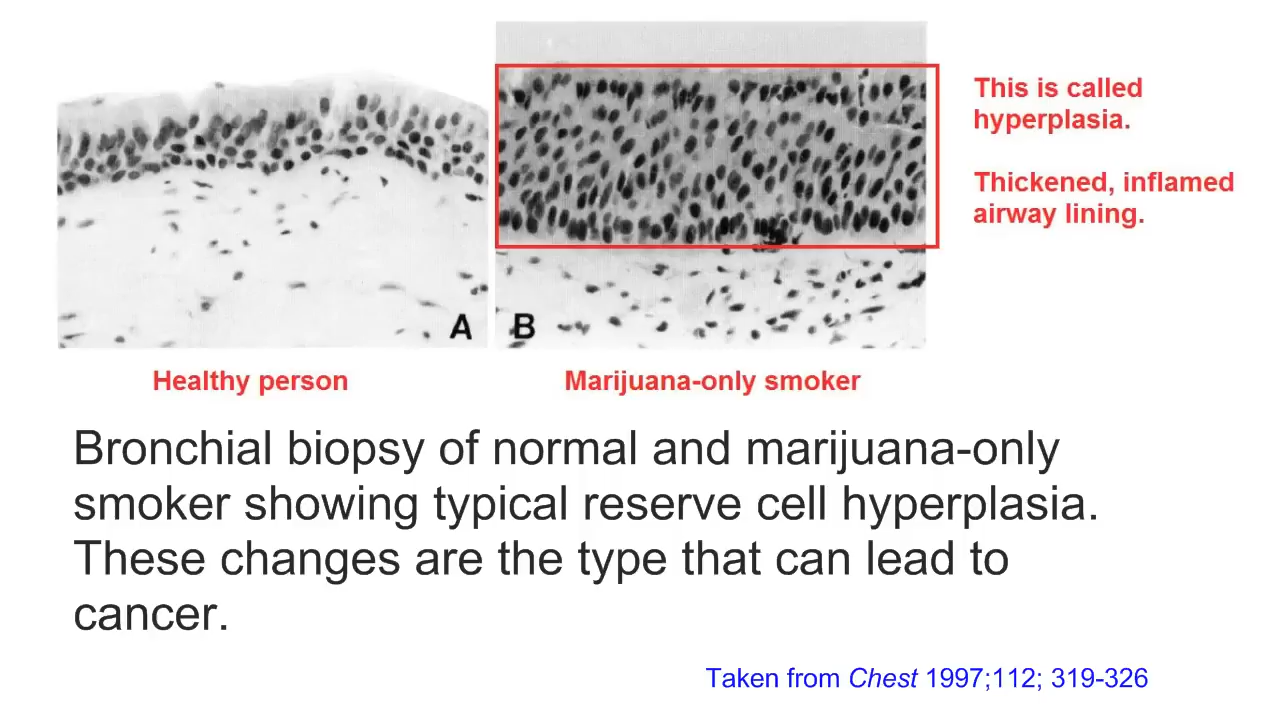 This is called
hyperplasia.
Thickened, inflamed
airway lining.
A
B
Healthy person
Marijuana-only smoker
Bronchial biopsy of normal and marijuana-only
smoker showing typical reserve cell hyperplasia.
These changes are the type that can lead to
cancer.
Taken from Chest 1997;112; 319-326